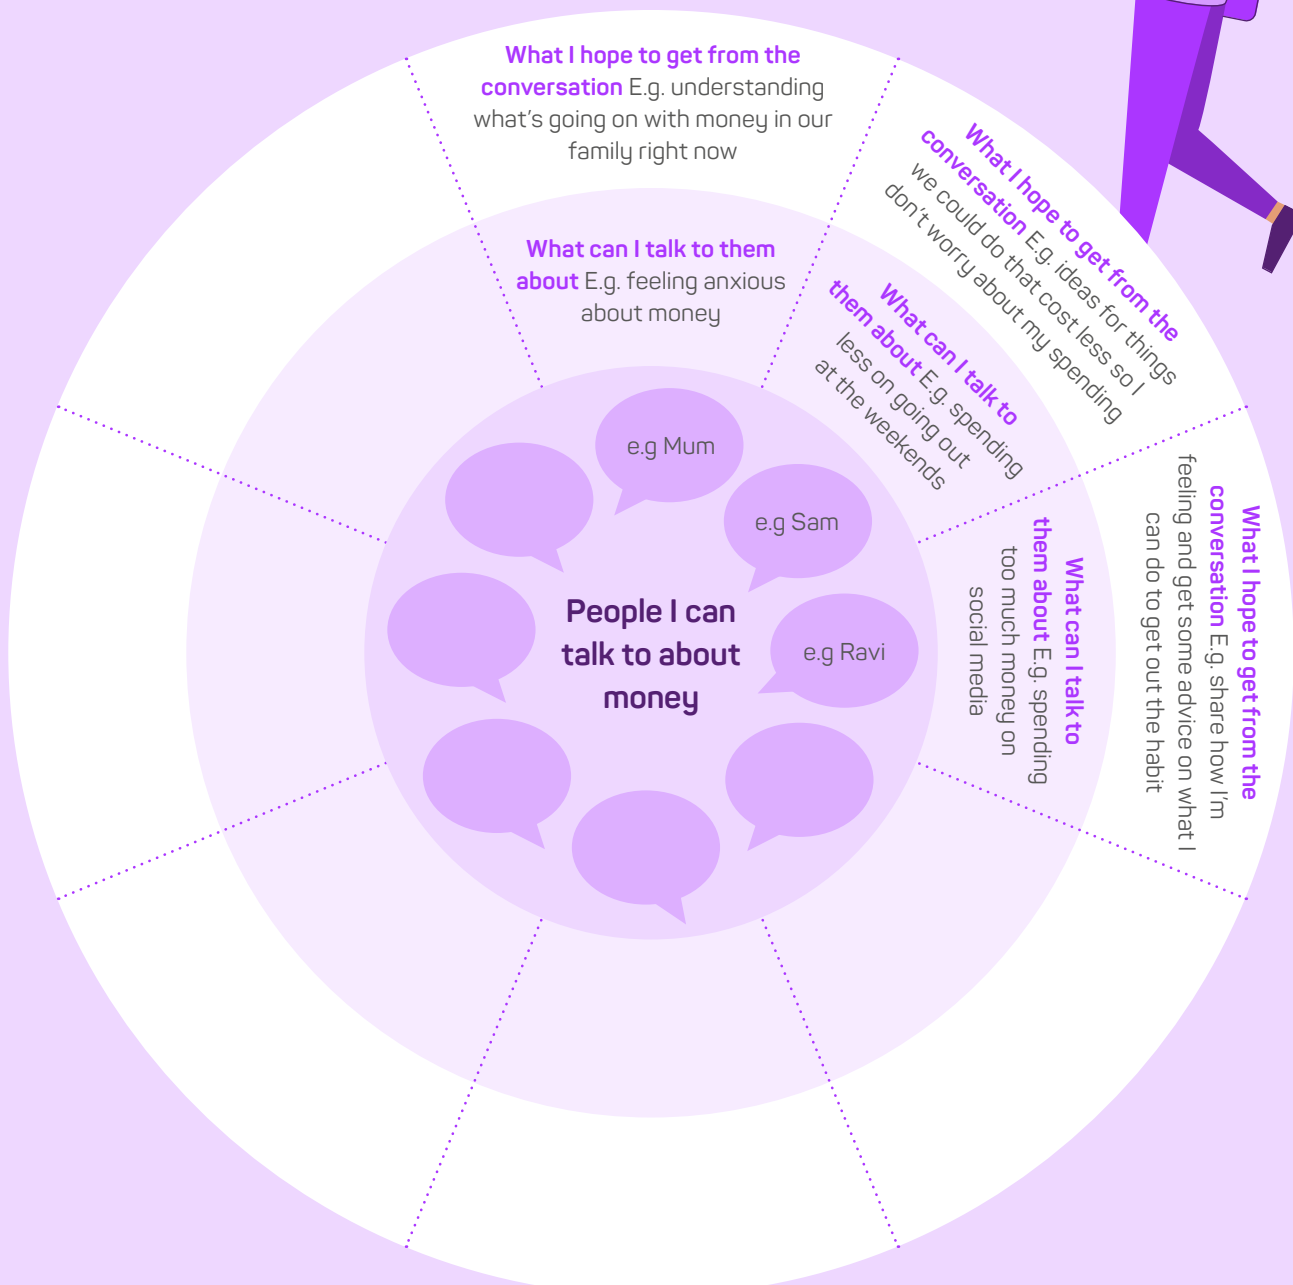 What I hope to get from the
conversation E.g. understanding
what's going on with money in our
family right now
What can I talk to them
about E.g. feeling anxious
about money
What I hope to get from the
conversation E.g. ideas for things
we could do that cost less so I
don't worry about my spending
What can I talk to
them about E.g. spending
less on going out
at the weekends
What I hope to get from the
conversation E.g. share how I'm
feeling and get some advice on what I
can do to get out the habit
What can I talk to
them about E.g. spending
too much money on
social media
e.g Mum
e.g Sam
e.g Ravi
People I can
talk to about
money